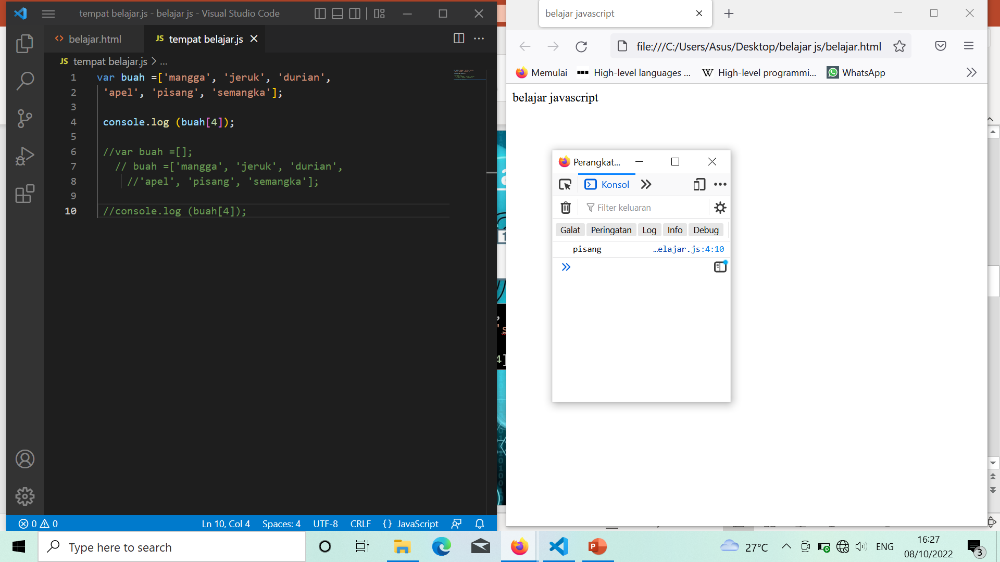 tempat belajar.js - belajar js - Visual Studio Code
belajar.html
JS tempat belajar.js
JS tempat belajar.js > ...
1 var buah =['mangga', 'jeruk', 'durian',
2 'apel', 'pisang', 'semangka'];
3
4 console.log (buah[4]);
5
6 //var buah =[];
7 // buah =['mangga', 'jeruk', 'durian',
8 //'apel', 'pisang', 'semangka'];
9
10 //console.log (buah[4]);
0 0
Ln 10, Col 4 Spaces: 4 UTF-8 CRLF {} JavaScript
belajar javascript
file:///C:/Users/Asus/Desktop/belajar js/belajar.html
Memulai High-level languages ... W High-level programmi... WhatsApp
belajar javascript
Perangkat...
Konsol
Filter keluaran
Galat Peringatan Log Info Debug
pisang …elajar.js:4:10
Type here to search
27°C ENG
16:27
08/10/2022
3